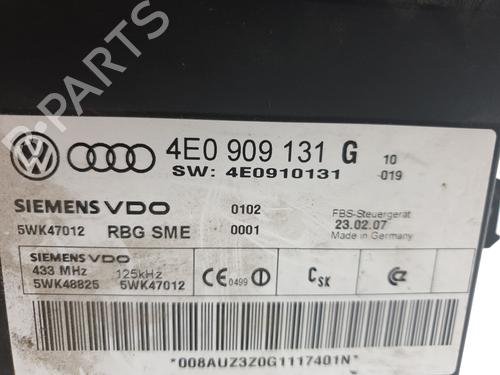 4E0 909 131 G 10
SW: 4E0910131 019
SIEMENS VDO 0102 FBS-Steuergerät
5WK47012 RBG SME 0001 23.02.07
Made in Germany
SIEMENS VDO
433 MHz 125kHz CE 0499 CSK
5WK48825 5WK47012
*008AUZ3Z0G1117401N*
B-PARTS